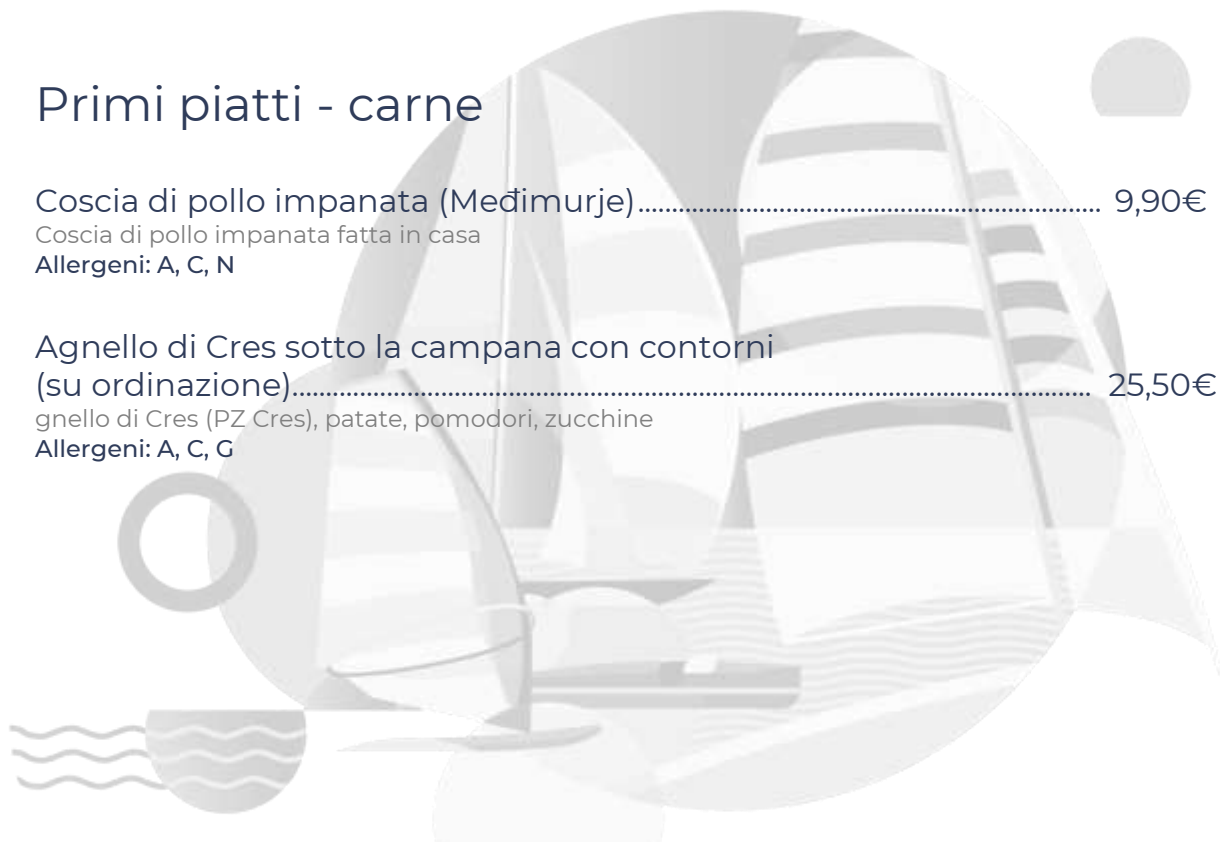 Primi piatti - carne
Coscia di pollo impanata (Međimurje)................................................................ 9,90€
Coscia di pollo impanata fatta in casa
Allergeni: A, C, N
Agnello di Cres sotto la campana con contorni
(su ordinazione)............................................................................................................... 25,50€
gnello di Cres (PZ Cres), patate, pomodori, zucchine
Allergeni: A, C, G